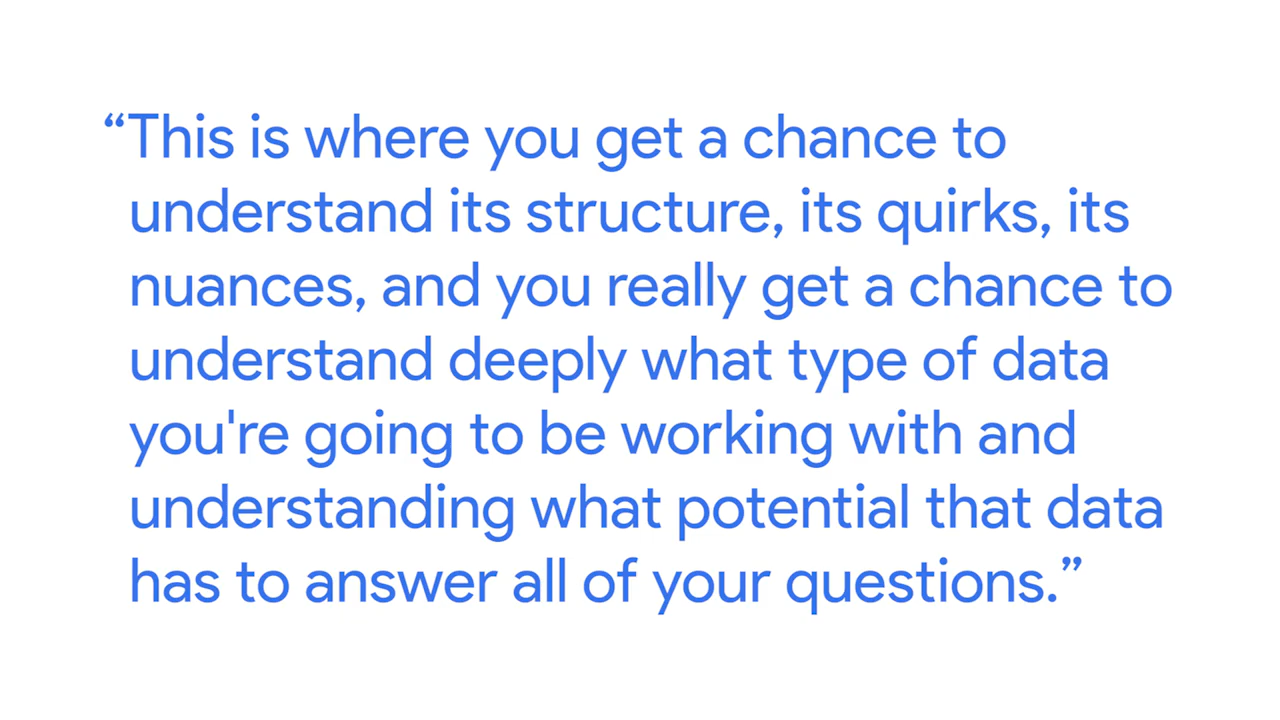 “This is where you get a chance to
understand its structure, its quirks, its
nuances, and you really get a chance to
understand deeply what type of data
you're going to be working with and
understanding what potential that data
has to answer all of your questions.”